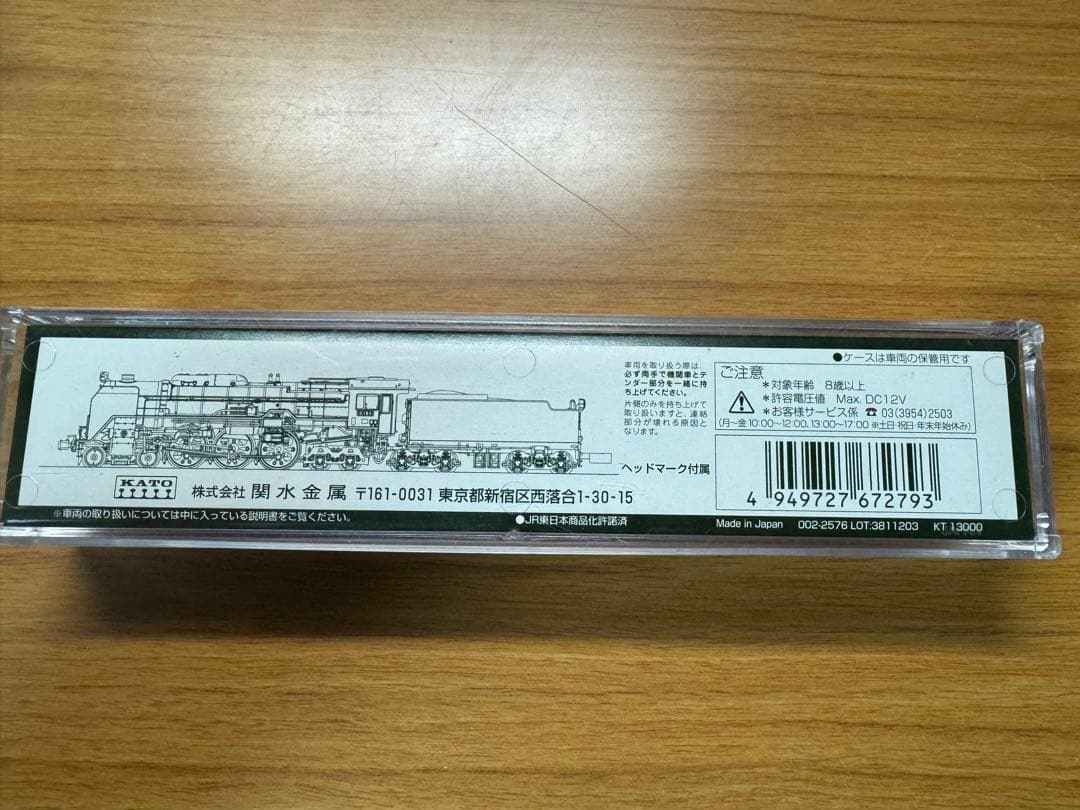 ●ケースは車両の保管用です
車両を取り扱う際は、
必ず両手で機関車とテ
ンダー部分を一緒に持
ち上げてください。
片側のみを持ち上げて
取り扱いますと、連結
部分が壊れる原因と
なります。
ヘッドマーク付属
ご注意
＊対象年齢 8歳以上
＊許容電圧値 Max. DC12V
＊お客様サービス係 ☎ 03(3954)2503
(月〜金 10:00〜12:00, 13:00〜17:00 ※土日・祝日・年末年始休み)
4 949727 672793
KATO
株式会社 関水金属 〒161-0031 東京都新宿区西落合1-30-15
※車両の取り扱いについては中に入っている説明書をご覧ください。
●JR東日本商品化許諾済
Made in Japan 002-2576 LOT:3811203 KT 13000